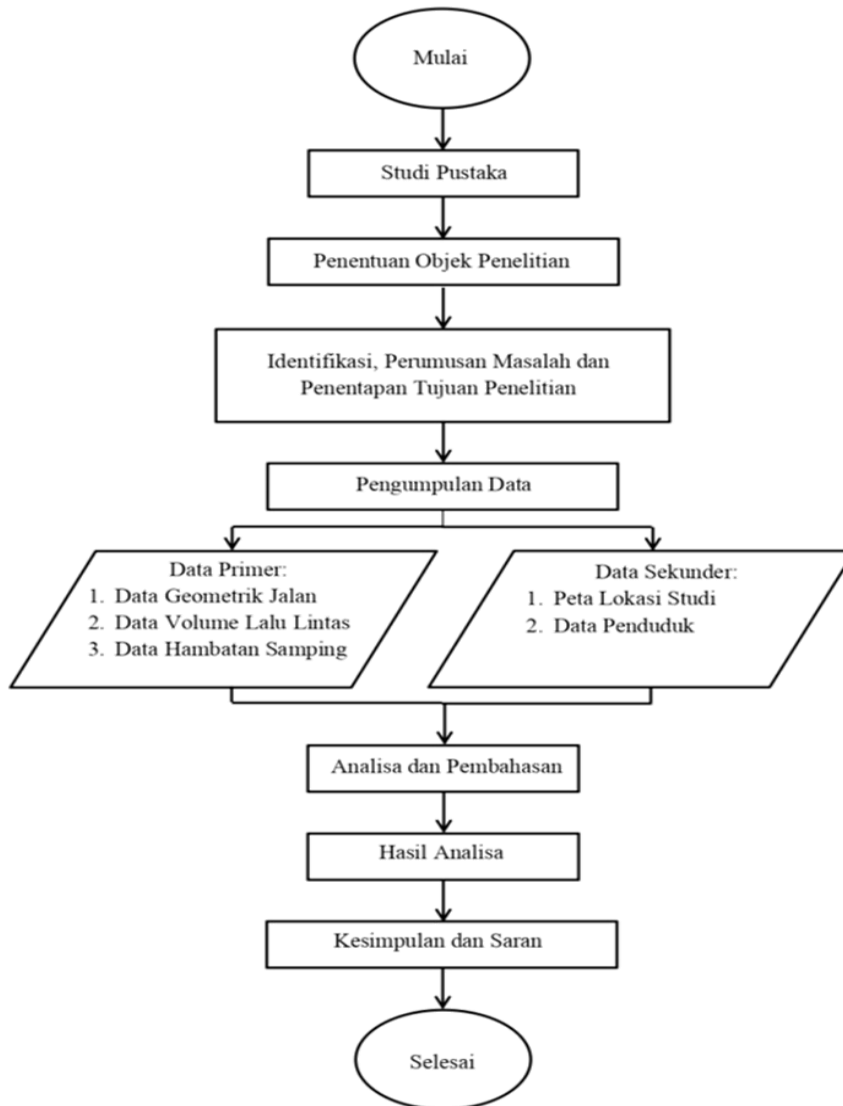 Mulai
Studi Pustaka
Penentuan Objek Penelitian
Identifikasi, Perumusan Masalah dan
Penentapan Tujuan Penelitian
Pengumpulan Data
Data Primer:
1. Data Geometrik Jalan
2. Data Volume Lalu Lintas
3. Data Hambatan Samping
Data Sekunder:
1. Peta Lokasi Studi
2. Data Penduduk
Analisa dan Pembahasan
Hasil Analisa
Kesimpulan dan Saran
Selesai